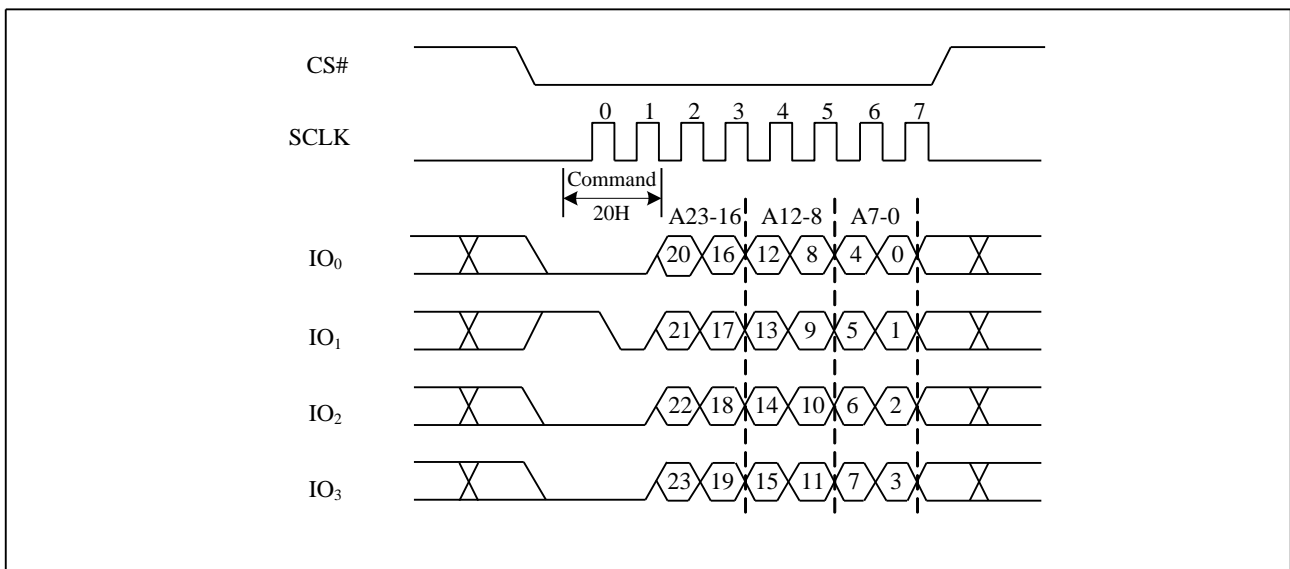 CS#
0 1 2 3 4 5 6 7
SCLK
Command
20H
A23-16 A12-8 A7-0
IO₀ 20 16 12 8 4 0
IO₁ 21 17 13 9 5 1
IO₂ 22 18 14 10 6 2
IO₃ 23 19 15 11 7 3